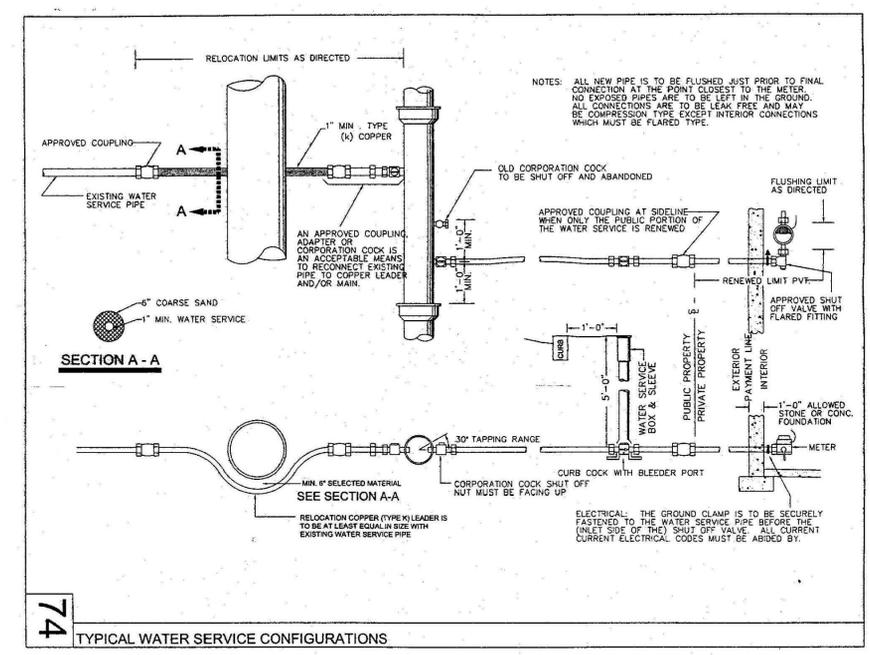 RELOCATION LIMITS AS DIRECTED
NOTES: ALL NEW PIPE IS TO BE FLUSHED JUST PRIOR TO FINAL
CONNECTION AT THE POINT CLOSEST TO THE METER.
NO EXPOSED PIPES ARE TO BE LEFT IN THE GROUND.
ALL CONNECTIONS ARE TO BE LEAK FREE AND MAY
BE COMPRESSION TYPE EXCEPT INTERIOR CONNECTIONS
WHICH MUST BE FLARED TYPE.
1" MIN . TYPE
(k) COPPER
APPROVED COUPLING
A
A
EXISTING WATER
SERVICE PIPE
OLD CORPORATION COCK
TO BE SHUT OFF AND ABANDONED
FLUSHING LIMIT
AS DIRECTED
APPROVED COUPLING AT SIDELINE
WHEN ONLY THE PUBLIC PORTION OF
THE WATER SERVICE IS RENEWED
AN APPROVED COUPLING,
ADAPTER OR
CORPORATION COCK IS
AN ACCEPTABLE MEANS
TO RECONNECT EXISTING
PIPE TO COPPER LEADER
AND/OR MAIN.
1'-0"
MIN.
1'-0"
MIN.
RENEWED LIMIT PVT.
APPROVED SHUT
OFF VALVE WITH
FLARED FITTING
6" COARSE SAND
1" MIN. WATER SERVICE
SECTION A - A
1'-0"
CURB
5'-0"
WATER SERVICE
BOX & SLEEVE
PUBLIC PROPERTY
PRIVATE PROPERTY
EXTERIOR
PAYMENT LINE
INTERIOR
1'-0" ALLOWED
STONE OR CONC.
FOUNDATION
METER
30° TAPPING RANGE
MIN. 6" SELECTED MATERIAL
SEE SECTION A-A
CORPORATION COCK SHUT OFF
NUT MUST BE FACING UP
CURB COCK WITH BLEEDER PORT
RELOCATION COPPER (TYPE K) LEADER IS
TO BE AT LEAST EQUAL IN SIZE WITH
EXISTING WATER SERVICE PIPE
ELECTRICAL: THE GROUND CLAMP IS TO BE SECURELY
FASTENED TO THE WATER SERVICE PIPE BEFORE THE
(INLET SIDE OF THE) SHUT OFF VALVE. ALL CURRENT
CURRENT ELECTRICAL CODES MUST BE ABIDED BY.
74
TYPICAL WATER SERVICE CONFIGURATIONS